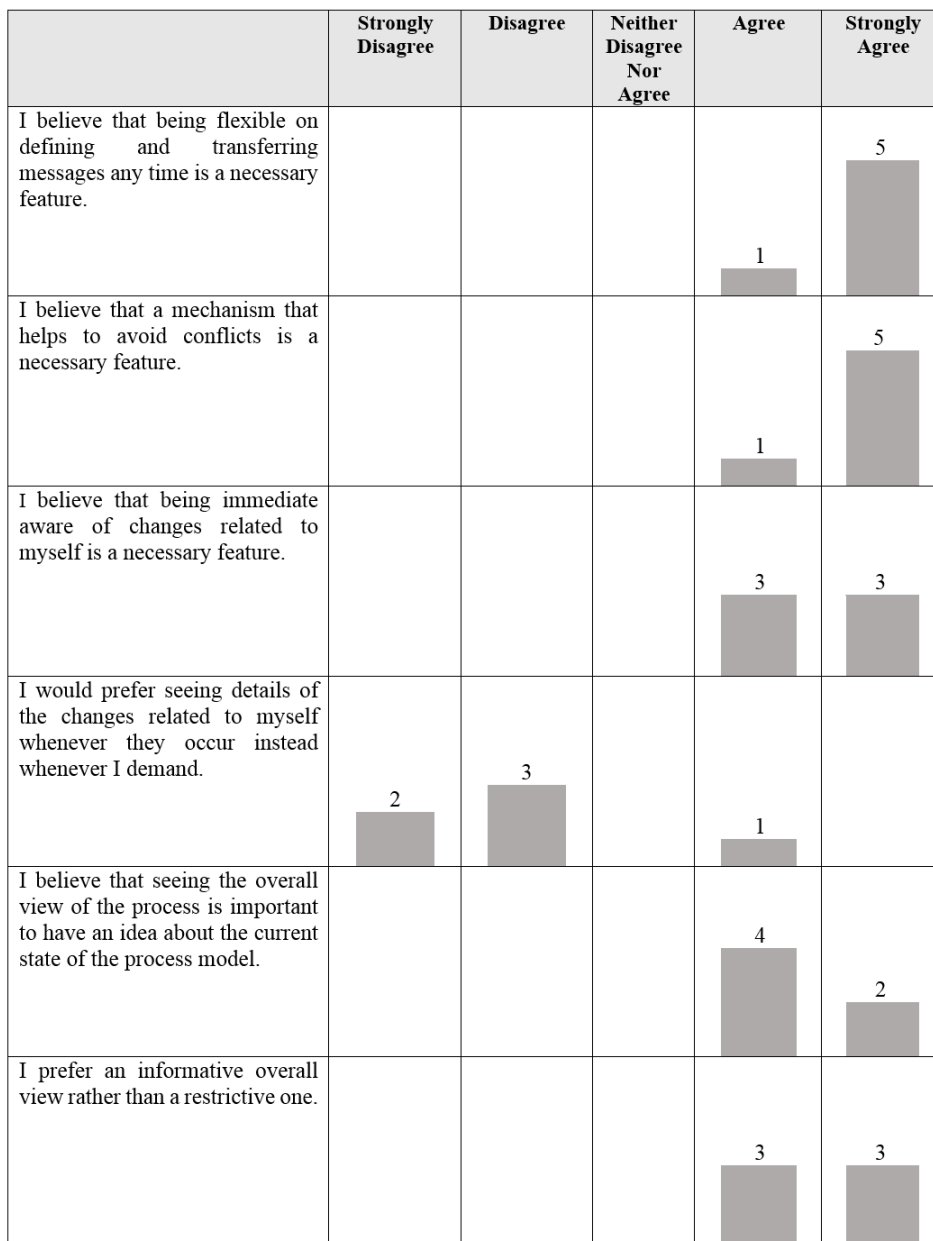 Strongly Disagree
Disagree
Neither Disagree Nor Agree
Agree
Strongly Agree
I believe that being flexible on
defining and transferring
messages any time is a necessary
feature.
1
5
I believe that a mechanism that
helps to avoid conflicts is a
necessary feature.
1
5
I believe that being immediate
aware of changes related to
myself is a necessary feature.
3
3
I would prefer seeing details of
the changes related to myself
whenever they occur instead
whenever I demand.
2
3
1
I believe that seeing the overall
view of the process is important
to have an idea about the current
state of the process model.
4
2
I prefer an informative overall
view rather than a restrictive one.
3
3